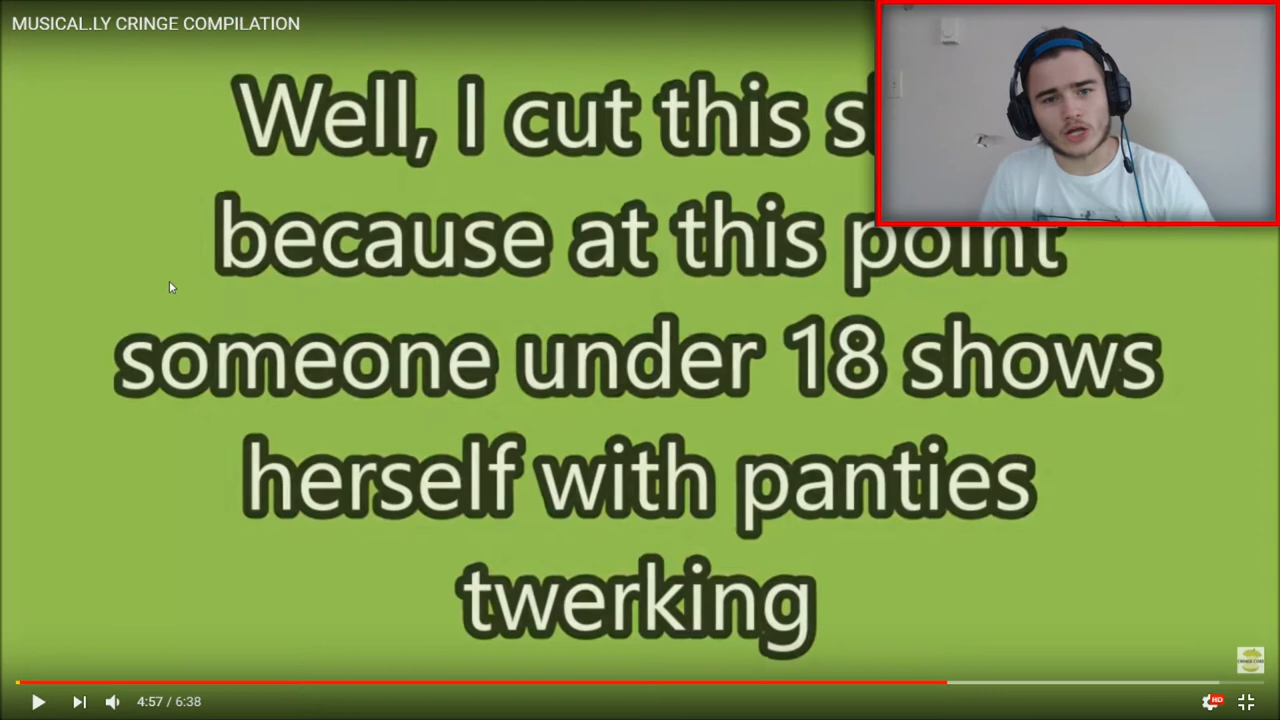 MUSICAL.LY CRINGE COMPILATION
Well, I cut this
because at this point
someone under 18 shows
herself with panties
twerking
4:57 / 6:38
HD